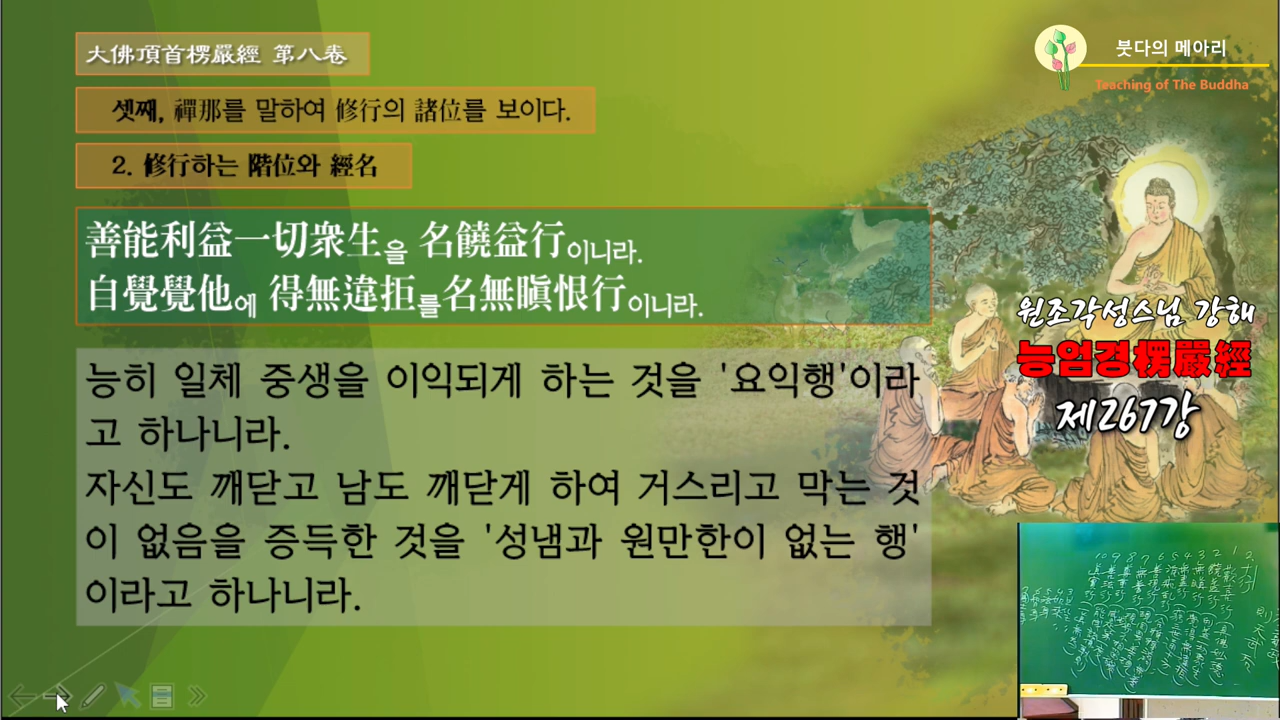 大佛頂首楞嚴經 第八卷
셋째, 禪那를 말하여 修行의 諸位를 보이다.
2. 修行하는 階位와 經名
善能利益一切衆生을 名饒益行이니라.
自覺覺他에 得無違拒를名無瞋恨行이니라.
능히 일체 중생을 이익되게 하는 것을 '요익행'이라
고 하나니라.
자신도 깨닫고 남도 깨닫게 하여 거스리고 막는 것
이 없음을 증득한 것을 '성냄과 원만한이 없는 행'
이라고 하나니라.
붓다의 메아리
Teaching of The Buddha
원조각성스님 강해
능엄경楞嚴經
제267강